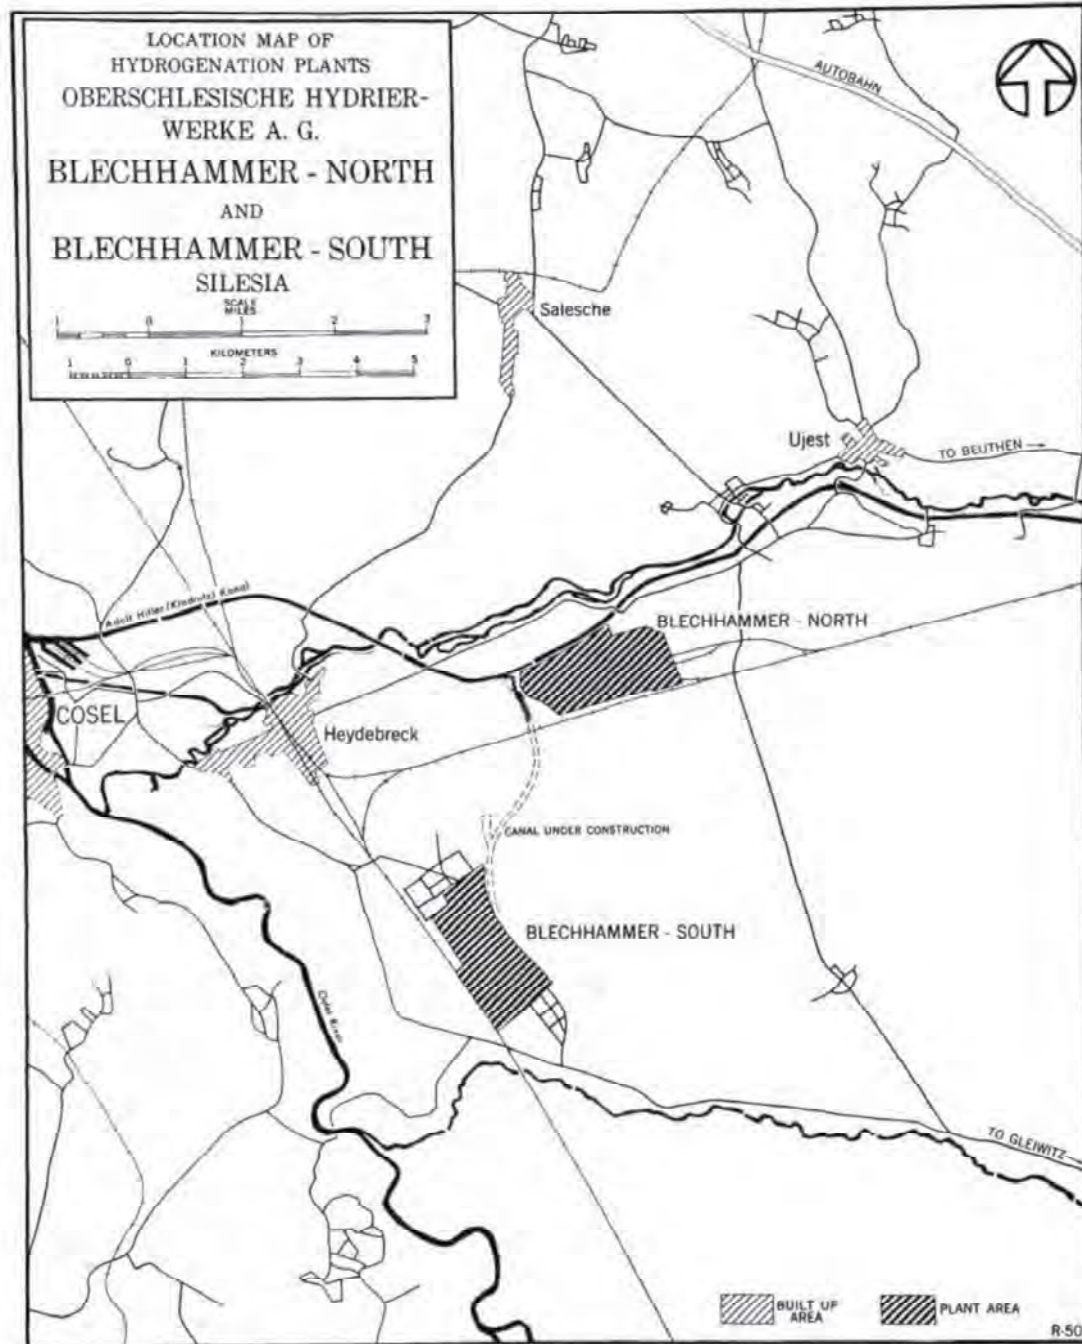 LOCATION MAP OF
HYDROGENATION PLANTS
OBERSCHLESISCHE HYDRIER-
WERKE A. G.
BLECHHAMMER - NORTH
AND
BLECHHAMMER - SOUTH
SILESIA
SCALE
MILES
1 0 1 2 3
KILOMETERS
1 0 1 2 3 4 5
AUTOBAHN
Salesche
Ujest
TO BEUTHEN
Adolf Hitler (Klodnitz) Kanal
BLECHHAMMER - NORTH
COSEL
Heydebreck
CANAL UNDER CONSTRUCTION
BLECHHAMMER - SOUTH
Oder River
TO GLEIWITZ
BUILT UP
AREA
PLANT AREA
R-50